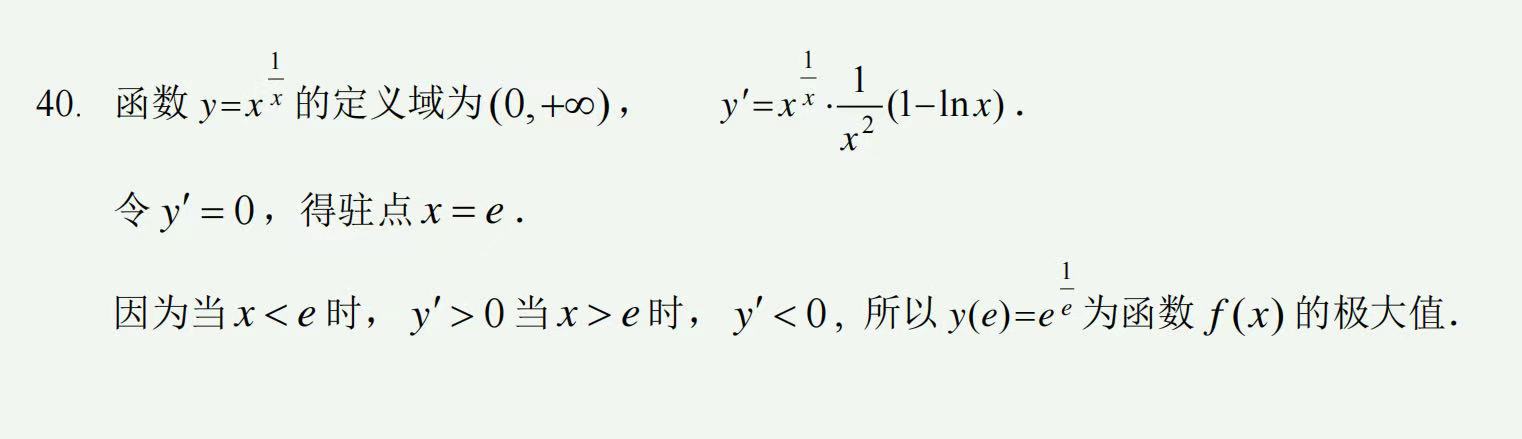 40. 函数 y=x^{\frac{1}{x}} 的定义域为(0,+∞)， y′=x^{\frac{1}{x}}·\frac{1}{x^2}(1−ln x)．
令 y′=0，得驻点 x=e．
因为当 x<e 时， y′>0 当 x>e 时， y′<0, 所以 y(e)=e^{\frac{1}{e}} 为函数 f(x) 的极大值．